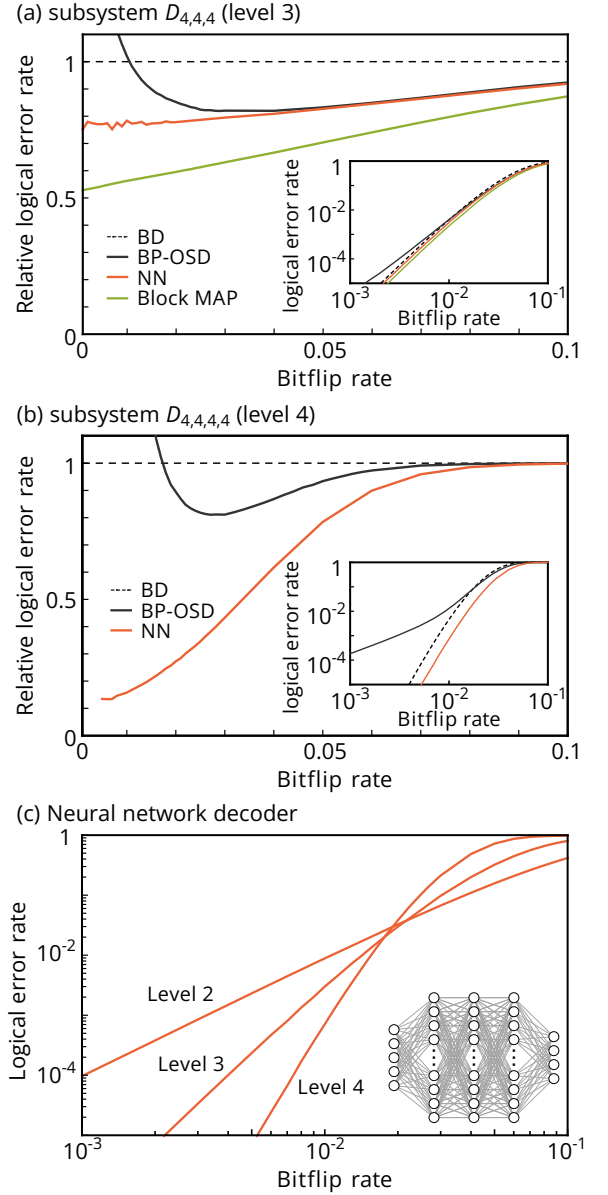 (a) subsystem D4,4,4 (level 3)
Relative logical error rate
1
0.5
0
BD
BP-OSD
NN
Block MAP
logical error rate
1
10-2
10-4
10-3
10-2
10-1
Bitflip rate
0
0.05
0.1
Bitflip rate
(b) subsystem D4,4,4,4 (level 4)
Relative logical error rate
1
0.5
0
BD
BP-OSD
NN
logical error rate
1
10-2
10-4
10-3
10-2
10-1
Bitflip rate
0
0.05
0.1
Bitflip rate
(c) Neural network decoder
Logical error rate
1
10-2
10-4
Level 2
Level 3
Level 4
10-3
10-2
10-1
Bitflip rate